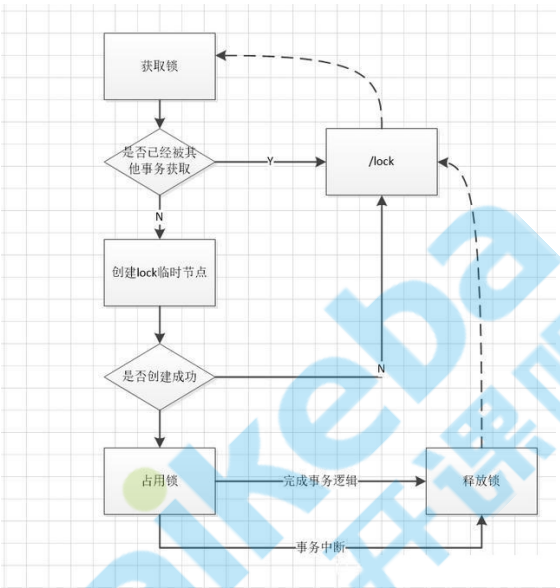 获取锁
是否已经被其
他事务获取
Y
/lock
N
创建lock临时节点
是否创建成功
N
占用锁
完成事务逻辑
释放锁
事务中断
aikeba
开课吧